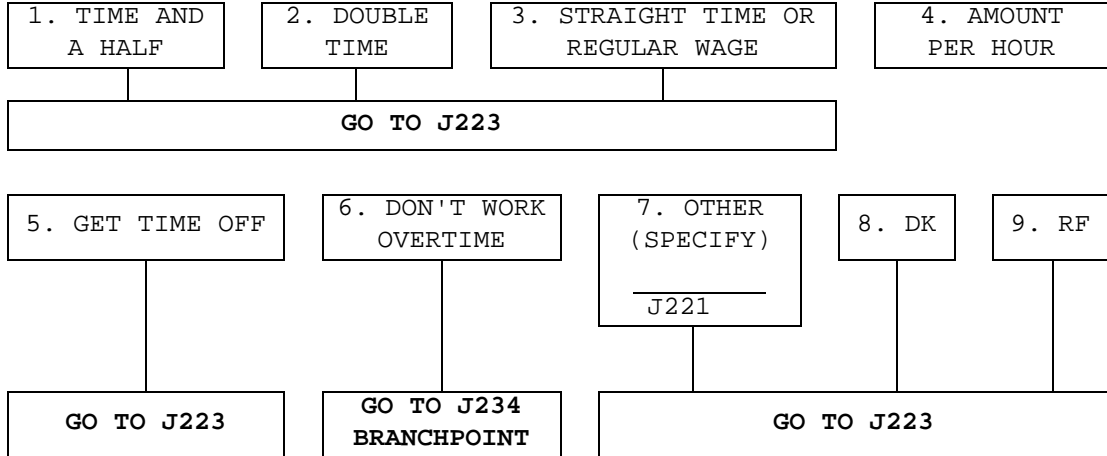 1. TIME AND
A HALF
2. DOUBLE
TIME
3. STRAIGHT TIME OR
REGULAR WAGE
4. AMOUNT
PER HOUR
GO TO J223
5. GET TIME OFF
6. DON'T WORK
OVERTIME
7. OTHER
(SPECIFY)
J221
8. DK
9. RF
GO TO J223
GO TO J234
BRANCHPOINT
GO TO J223